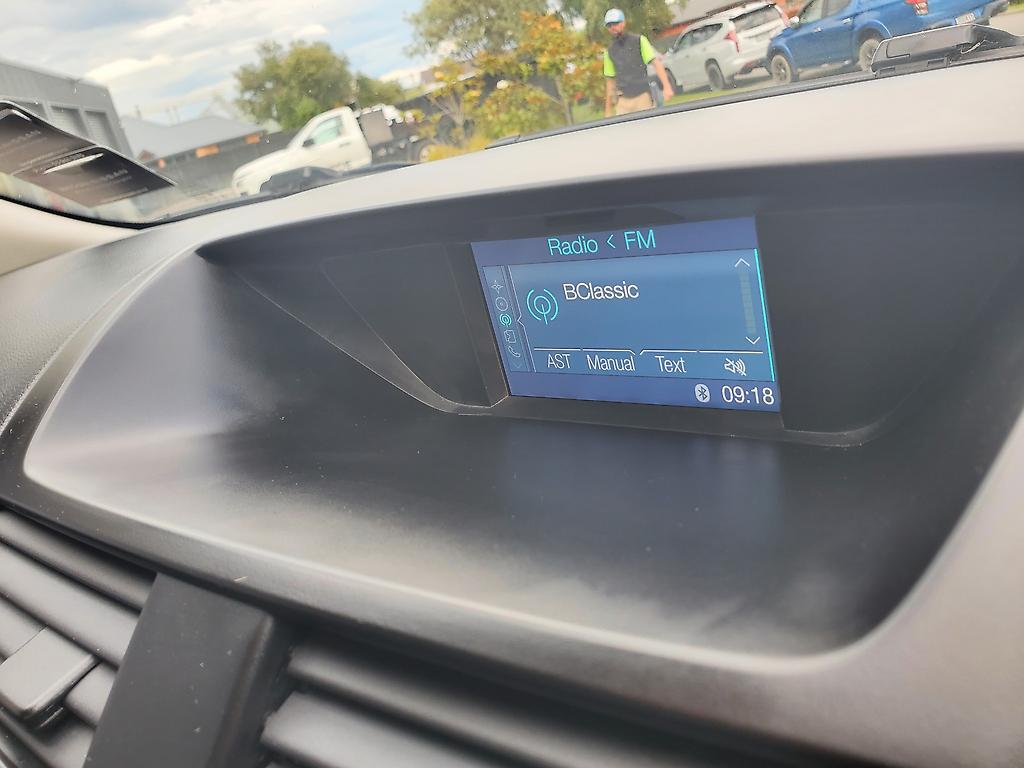 Radio < FM
BClassic
AST Manual Text
09:18